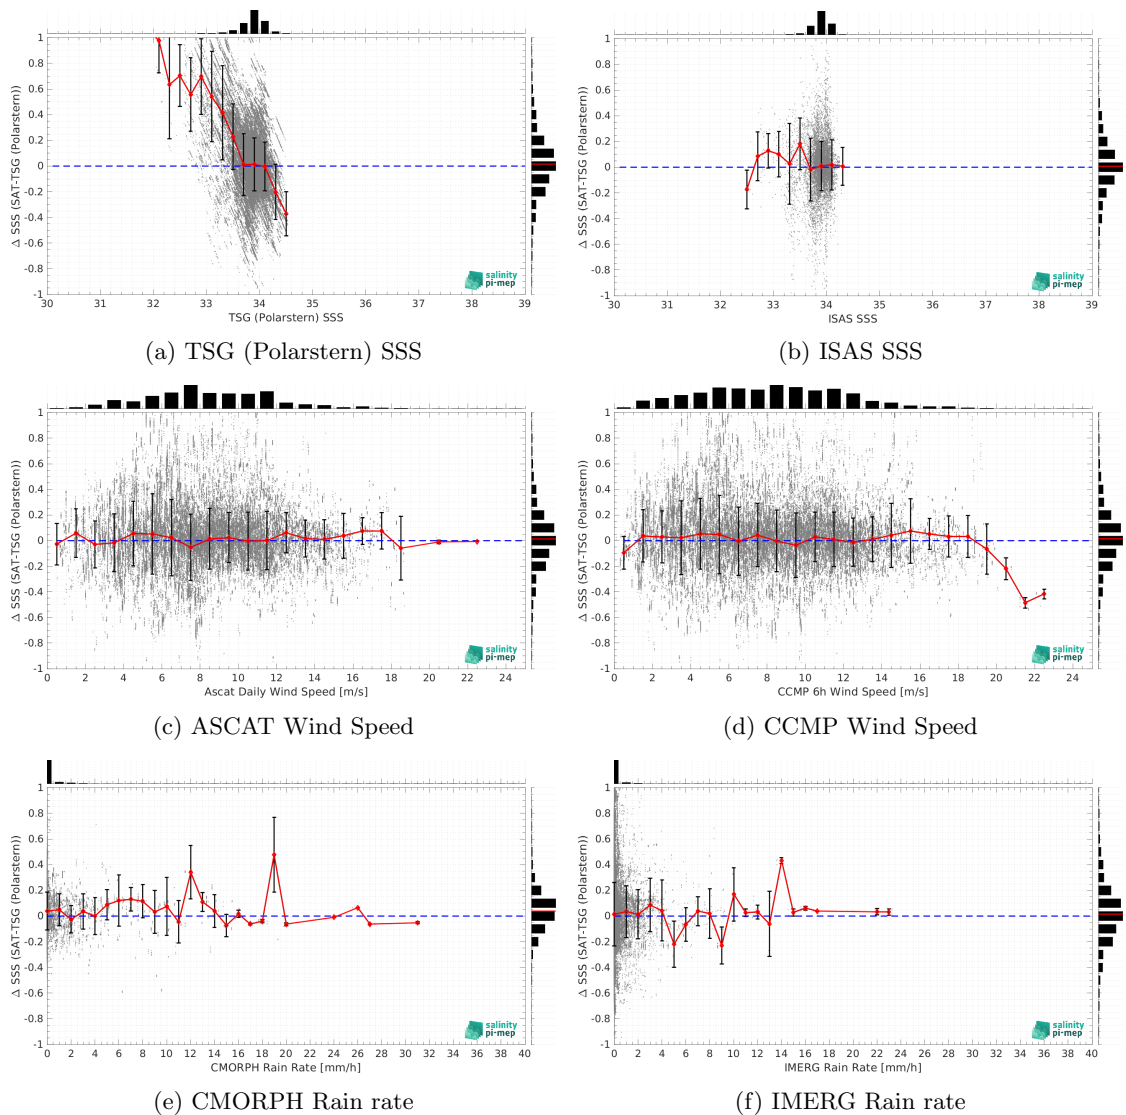 Δ SSS (SAT-TSG (Polarstern))
1
0.8
0.6
0.4
0.2
0
-0.2
-0.4
-0.6
-0.8
-1
30 31 32 33 34 35 36 37 38 39
TSG (Polarstern) SSS
salinity
pi-mep
(a) TSG (Polarstern) SSS
Δ SSS (SAT-TSG (Polarstern))
1
0.8
0.6
0.4
0.2
0
-0.2
-0.4
-0.6
-0.8
-1
30 31 32 33 34 35 36 37 38 39
ISAS SSS
salinity
pi-mep
(b) ISAS SSS
Δ SSS (SAT-TSG (Polarstern))
1
0.8
0.6
0.4
0.2
0
-0.2
-0.4
-0.6
-0.8
-1
0 2 4 6 8 10 12 14 16 18 20 22 24
Ascat Daily Wind Speed [m/s]
salinity
pi-mep
(c) ASCAT Wind Speed
Δ SSS (SAT-TSG (Polarstern))
1
0.8
0.6
0.4
0.2
0
-0.2
-0.4
-0.6
-0.8
-1
0 2 4 6 8 10 12 14 16 18 20 22 24
CCMP 6h Wind Speed [m/s]
salinity
pi-mep
(d) CCMP Wind Speed
Δ SSS (SAT-TSG (Polarstern))
1
0.8
0.6
0.4
0.2
0
-0.2
-0.4
-0.6
-0.8
-1
0 2 4 6 8 10 12 14 16 18 20 22 24 26 28 30 32 34 36 38 40
CMORPH Rain Rate [mm/h]
salinity
pi-mep
(e) CMORPH Rain rate
Δ SSS (SAT-TSG (Polarstern))
1
0.8
0.6
0.4
0.2
0
-0.2
-0.4
-0.6
-0.8
-1
0 2 4 6 8 10 12 14 16 18 20 22 24 26 28 30 32 34 36 38 40
IMERG Rain Rate [mm/h]
salinity
pi-mep
(f) IMERG Rain rate